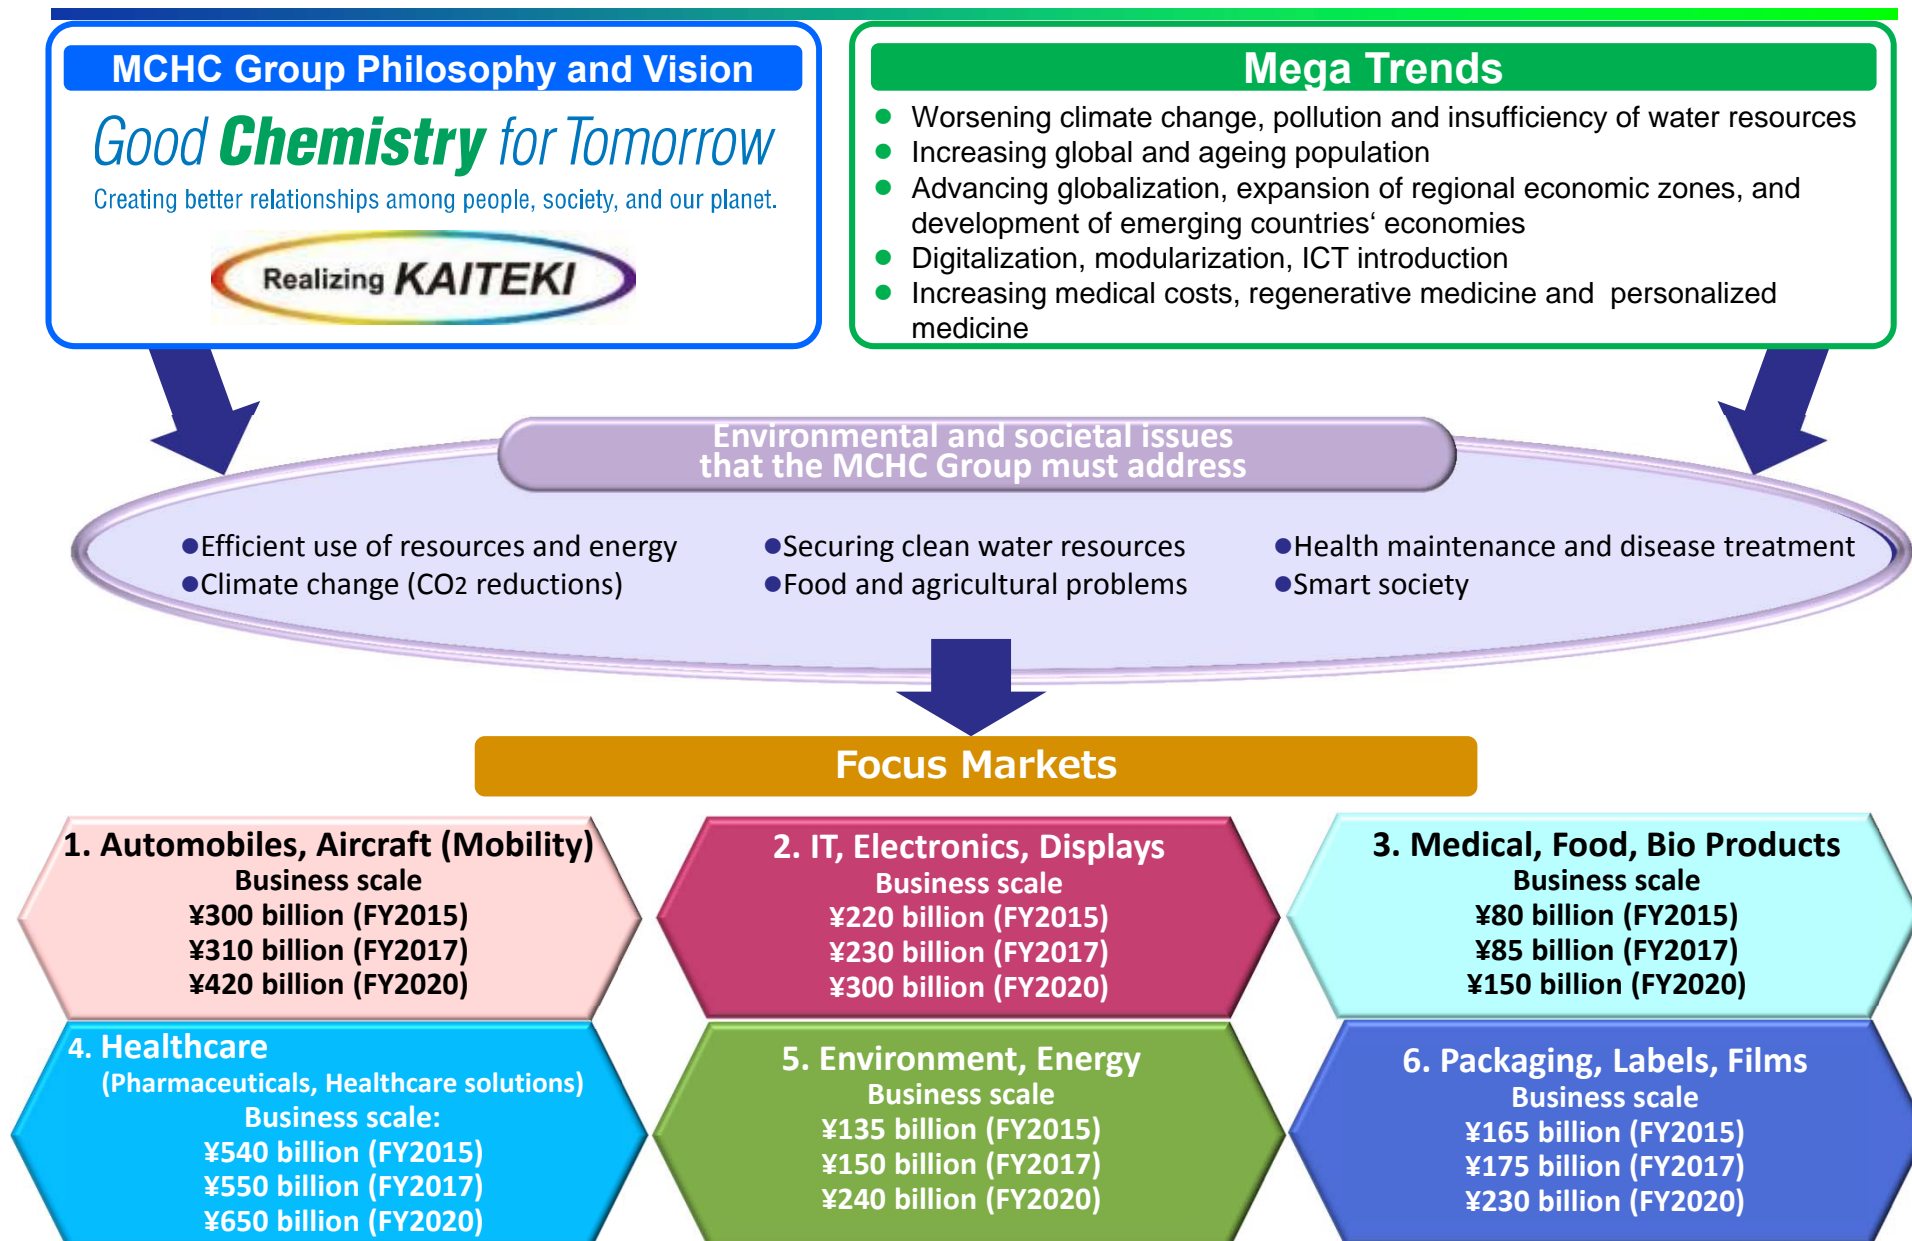 MCHC Group Philosophy and Vision
Good Chemistry for Tomorrow
Creating better relationships among people, society, and our planet.
Realizing KAITEKI
Mega Trends
● Worsening climate change, pollution and insufficiency of water resources
● Increasing global and ageing population
● Advancing globalization, expansion of regional economic zones, and
development of emerging countries‘ economies
● Digitalization, modularization, ICT introduction
● Increasing medical costs, regenerative medicine and personalized
medicine
Environmental and societal issues
that the MCHC Group must address
●Efficient use of resources and energy
●Climate change (CO2 reductions)
●Securing clean water resources
●Food and agricultural problems
●Health maintenance and disease treatment
●Smart society
Focus Markets
1. Automobiles, Aircraft (Mobility)
Business scale
¥300 billion (FY2015)
¥310 billion (FY2017)
¥420 billion (FY2020)
2. IT, Electronics, Displays
Business scale
¥220 billion (FY2015)
¥230 billion (FY2017)
¥300 billion (FY2020)
3. Medical, Food, Bio Products
Business scale
¥80 billion (FY2015)
¥85 billion (FY2017)
¥150 billion (FY2020)
4. Healthcare
(Pharmaceuticals, Healthcare solutions)
Business scale:
¥540 billion (FY2015)
¥550 billion (FY2017)
¥650 billion (FY2020)
5. Environment, Energy
Business scale
¥135 billion (FY2015)
¥150 billion (FY2017)
¥240 billion (FY2020)
6. Packaging, Labels, Films
Business scale
¥165 billion (FY2015)
¥175 billion (FY2017)
¥230 billion (FY2020)